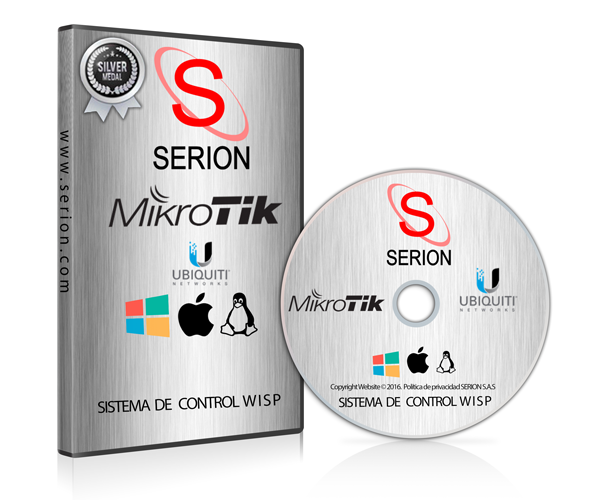 SILVER
MEDAL
S
SERION
MikroTik
U
UBIQUITI
NETWORKS
SISTEMA DE CONTROL WISP
www.serion.com
S
SERION
MikroTik
U
UBIQUITI
NETWORKS
Copyright Website © 2016. Política de privacidad SERION S.A.S
SISTEMA DE CONTROL WISP